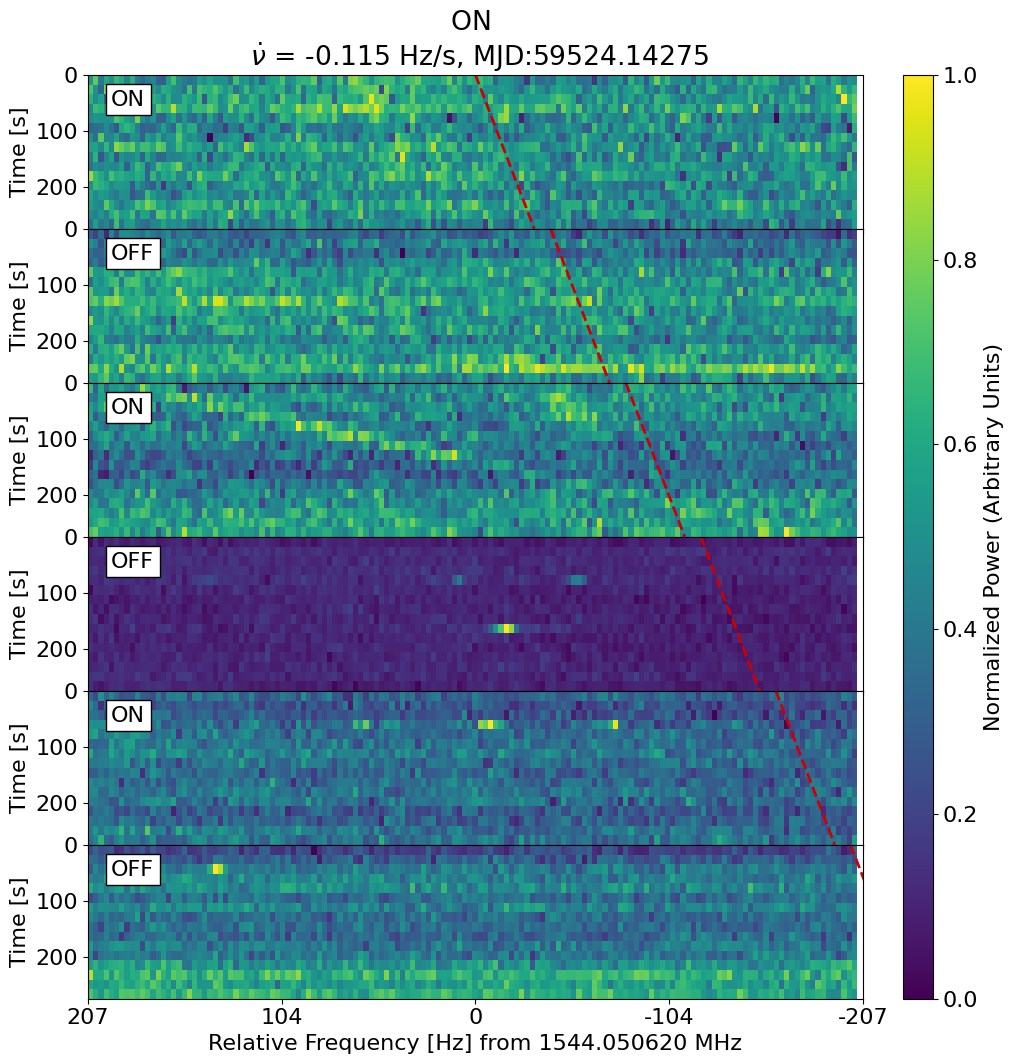 ON
ν̇ = -0.115 Hz/s, MJD:59524.14275
0
ON
100
Time [s]
200
0
OFF
100
Time [s]
200
0
ON
100
Time [s]
200
0
OFF
100
Time [s]
200
0
ON
100
Time [s]
200
0
OFF
100
Time [s]
200
207 104 0 -104 -207
Relative Frequency [Hz] from 1544.050620 MHz
1.0
0.8
0.6
0.4
0.2
0.0
Normalized Power (Arbitrary Units)